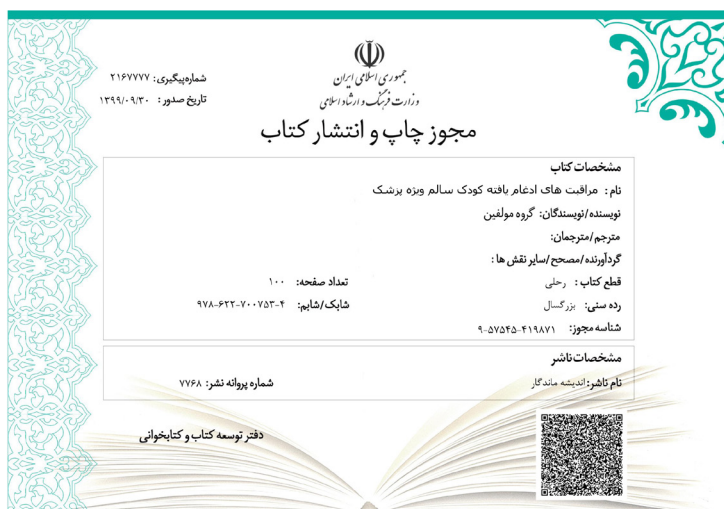 جمهوری اسلامی ایران
وزارت فرهنگ و ارشاد اسلامی
شماره‌پیگیری: ۲۱۶۷۷۷۷
تاریخ صدور: ۱۳۹۹/۰۹/۳۰
مجوز چاپ و انتشار کتاب
مشخصات کتاب
نام: مراقبت های ادغام یافته کودک سالم ویژه پزشک
نویسنده/نویسندگان: گروه مولفین
مترجم/مترجمان:
گردآورنده/مصحح/سایر نقش ها:
قطع کتاب: رحلی تعداد صفحه: ۱۰۰
رده سنی: بزرگسال شابک/شاپم: ۹۷۸-۶۲۲-۷۰۰۷۵۳-۴
شناسه مجوز: ۹-۵۷۵۴۵-۴۱۹۸۷۱
مشخصات ناشر
نام ناشر: اندیشه ماندگار شماره پروانه نشر: ۷۷۶۸
دفتر توسعه کتاب و کتابخوانی